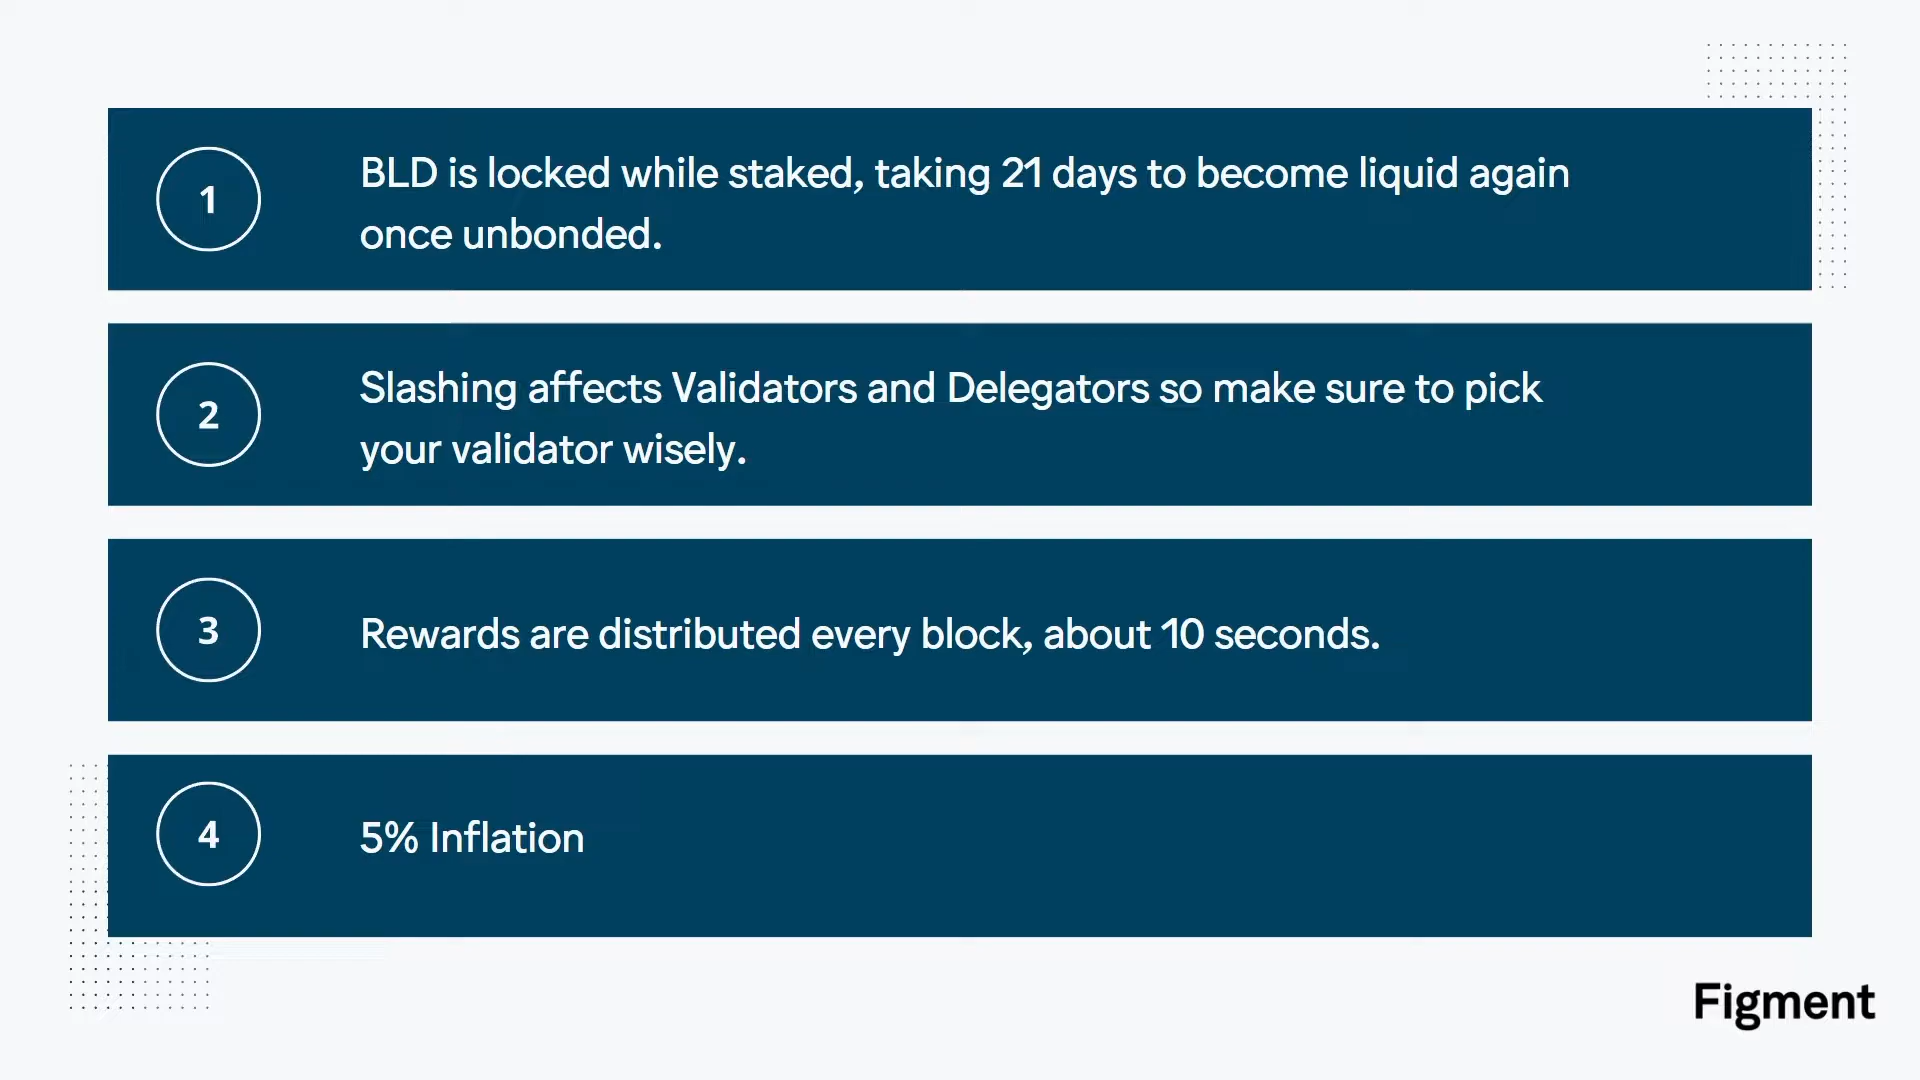 1
BLD is locked while staked, taking 21 days to become liquid again
once unbonded.
2
Slashing affects Validators and Delegators so make sure to pick
your validator wisely.
3
Rewards are distributed every block, about 10 seconds.
4
5% Inflation
Figment